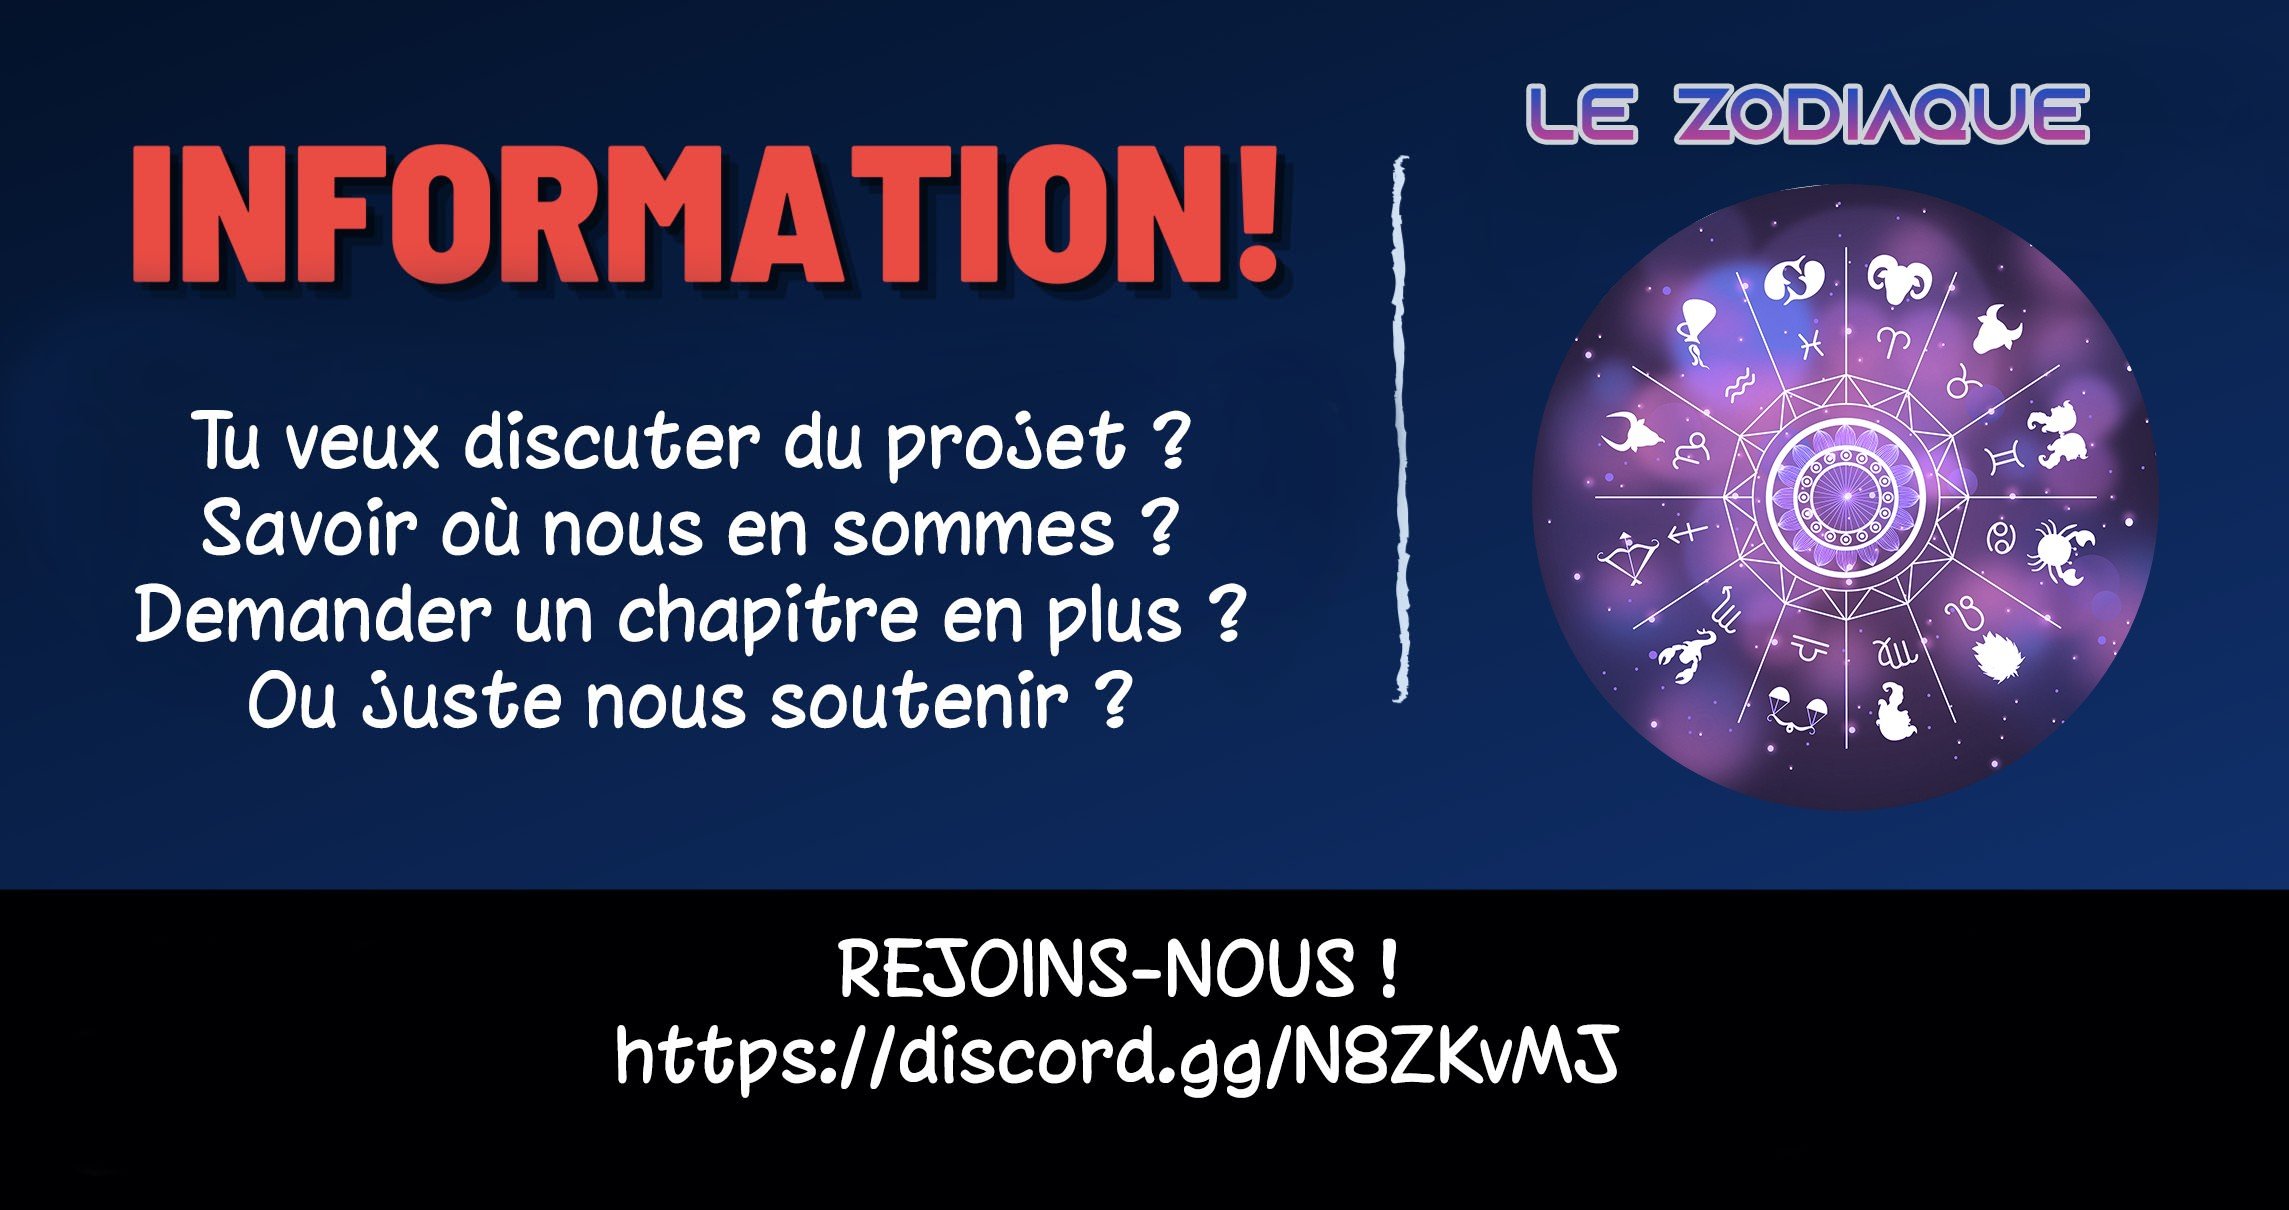 INFORMATION!
Tu veux discuter du projet ?
Savoir où nous en sommes ?
Demander un chapitre en plus ?
Ou juste nous soutenir ?
LE ZODIAQUE
REJOINS-NOUS !
https://discord.gg/N8ZKvMJ